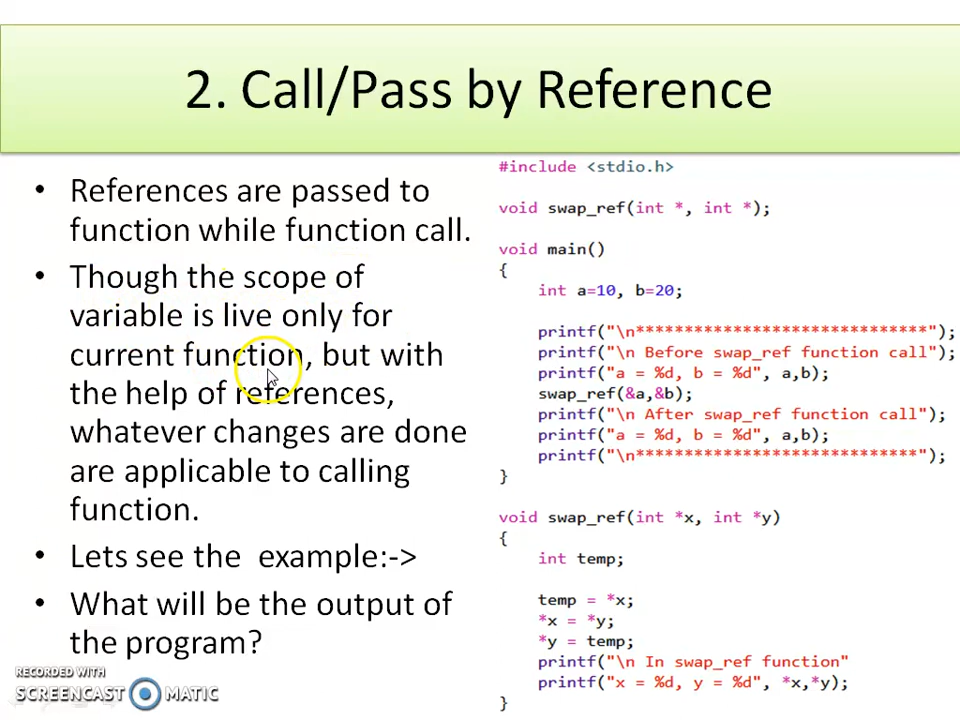 2. Call/Pass by Reference
• References are passed to
function while function call.
• Though the scope of
variable is live only for
current function, but with
the help of references,
whatever changes are done
are applicable to calling
function.
• Lets see the example:->
• What will be the output of
the program?
#include <stdio.h>
void swap_ref(int *, int *);
void main()
{
int a=10, b=20;
printf("\n*****************************");
printf("\n Before swap_ref function call");
printf("a = %d, b = %d", a,b);
swap_ref(&a,&b);
printf("\n After swap_ref function call");
printf("a = %d, b = %d", a,b);
printf("\n****************************");
}
void swap_ref(int *x, int *y)
{
int temp;
temp = *x;
*x = *y;
*y = temp;
printf("\n In swap_ref function"
printf("x = %d, y = %d", *x,*y);
}
RECORDED WITH
SCREENCAST MATIC